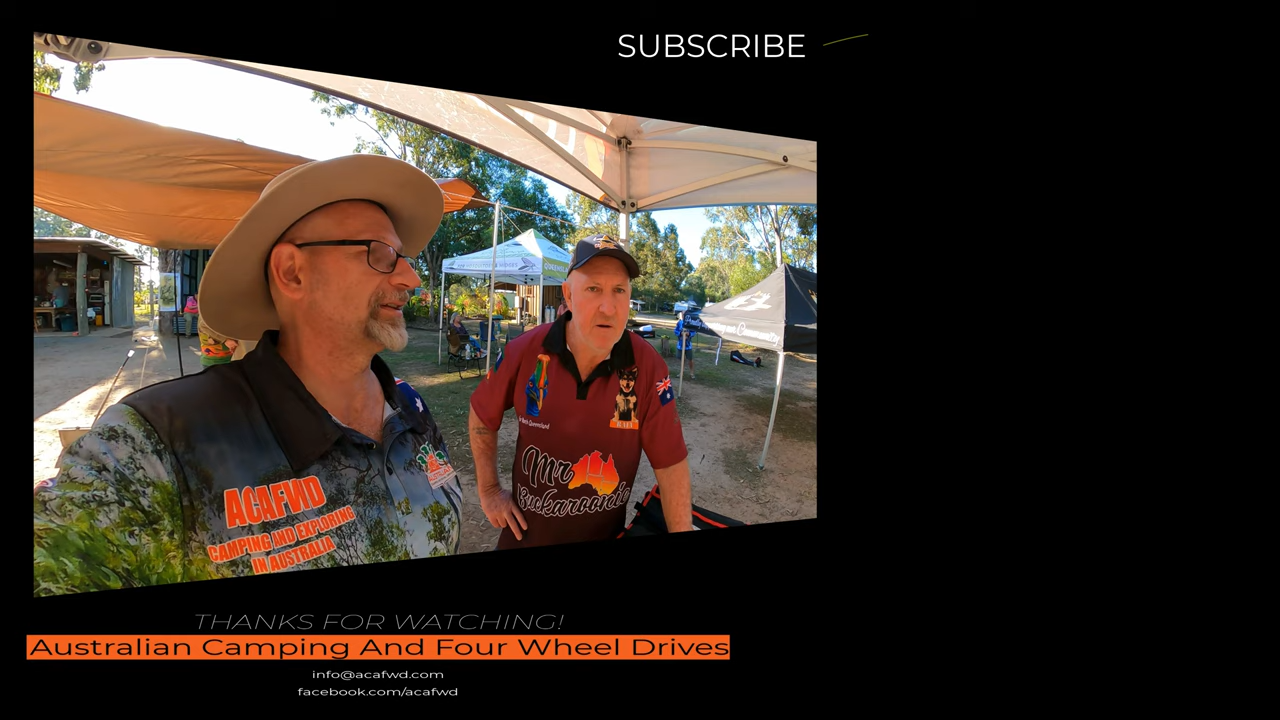 SUBSCRIBE
Mr
Buckaroonie
ACAFWD
CAMPING AND EXPLORING
IN AUSTRALIA
THANKS FOR WATCHING!
Australian Camping And Four Wheel Drives
info@acafwd.com
facebook.com/acafwd